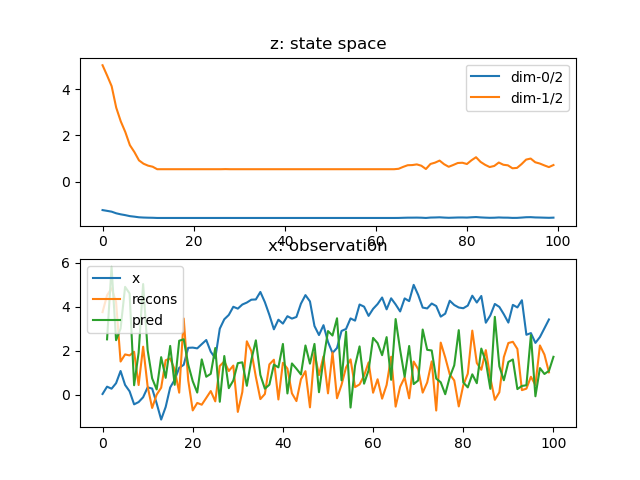 z: state space
4
2
0
dim-0/2
dim-1/2
0 20 40 60 80 100
x: observation
6
4
2
0
x
recons
pred
0 20 40 60 80 100